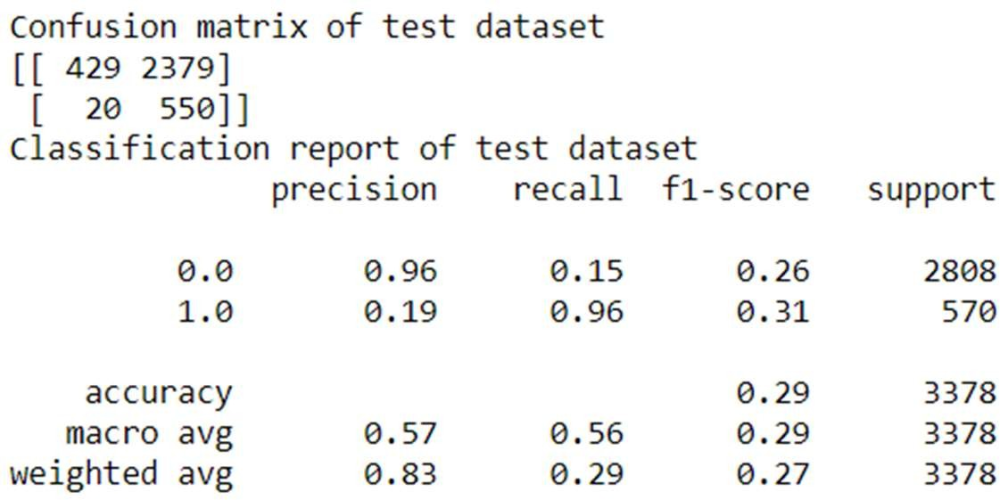 Confusion matrix of test dataset
[[ 429 2379]
[ 20 550]]
Classification report of test dataset
precision recall f1-score support
0.0 0.96 0.15 0.26 2808
1.0 0.19 0.96 0.31 570
accuracy 0.29 3378
macro avg 0.57 0.56 0.29 3378
weighted avg 0.83 0.29 0.27 3378